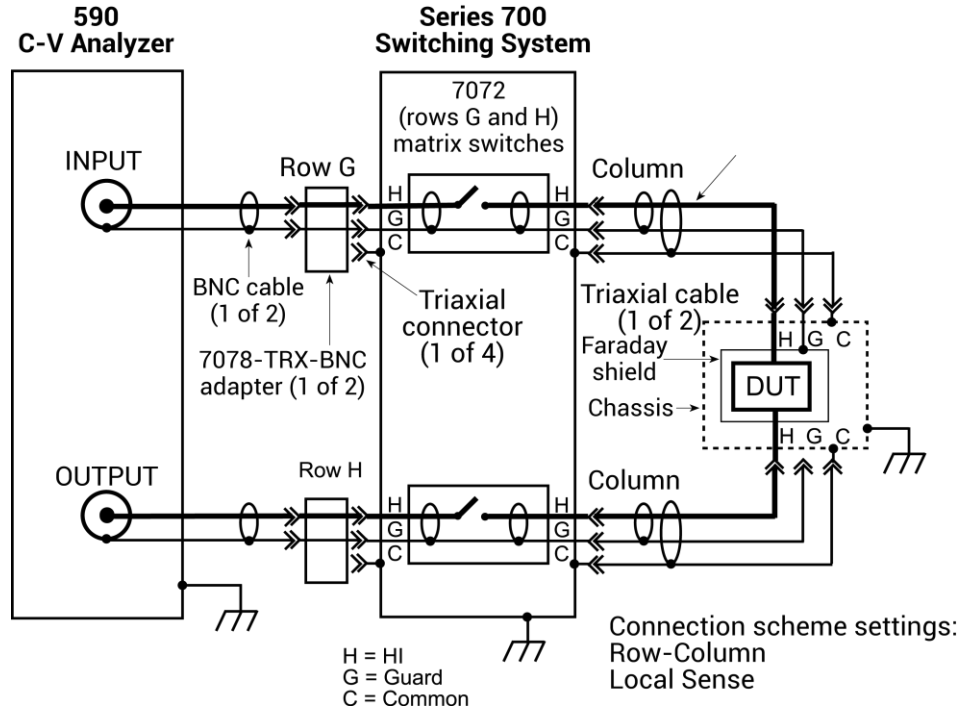 590
C-V Analyzer
Series 700
Switching System
7072
(rows G and H)
matrix switches
INPUT
Row G
H
G
C
H
G
C
Column
BNC cable
(1 of 2)
7078-TRX-BNC
adapter (1 of 2)
Triaxial
connector
(1 of 4)
Triaxial cable
(1 of 2)
Faraday
shield
Chassis
H G C
DUT
H G C
OUTPUT
Row H
H
G
C
H
G
C
Column
H = HI
G = Guard
C = Common
Connection scheme settings:
Row-Column
Local Sense